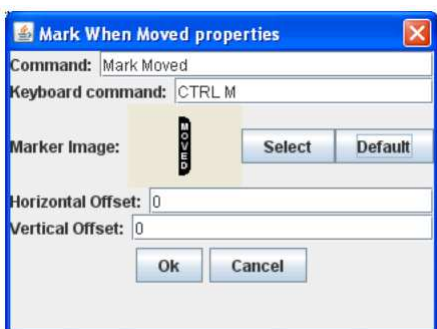 Mark When Moved properties
Command: Mark Moved
Keyboard command: CTRL M
Marker Image: MOVED Select Default
Horizontal Offset: 0
Vertical Offset: 0
Ok Cancel